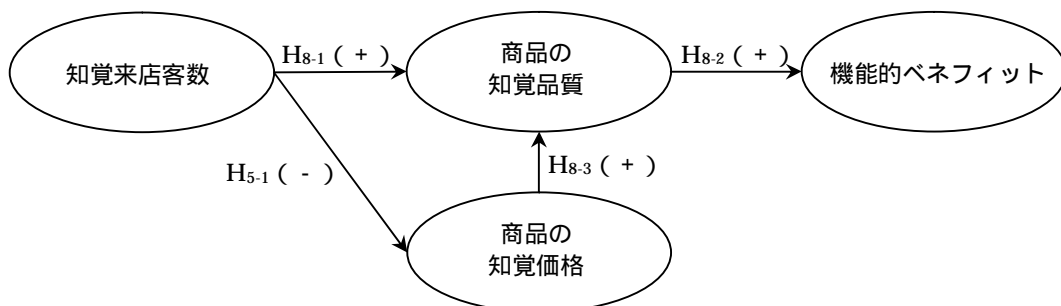 H8-1 ( + )
H8-2 ( + )
知覚来店客数
商品の
知覚品質
機能的ベネフィット
H5-1 ( - )
H8-3 ( + )
商品の
知覚価格